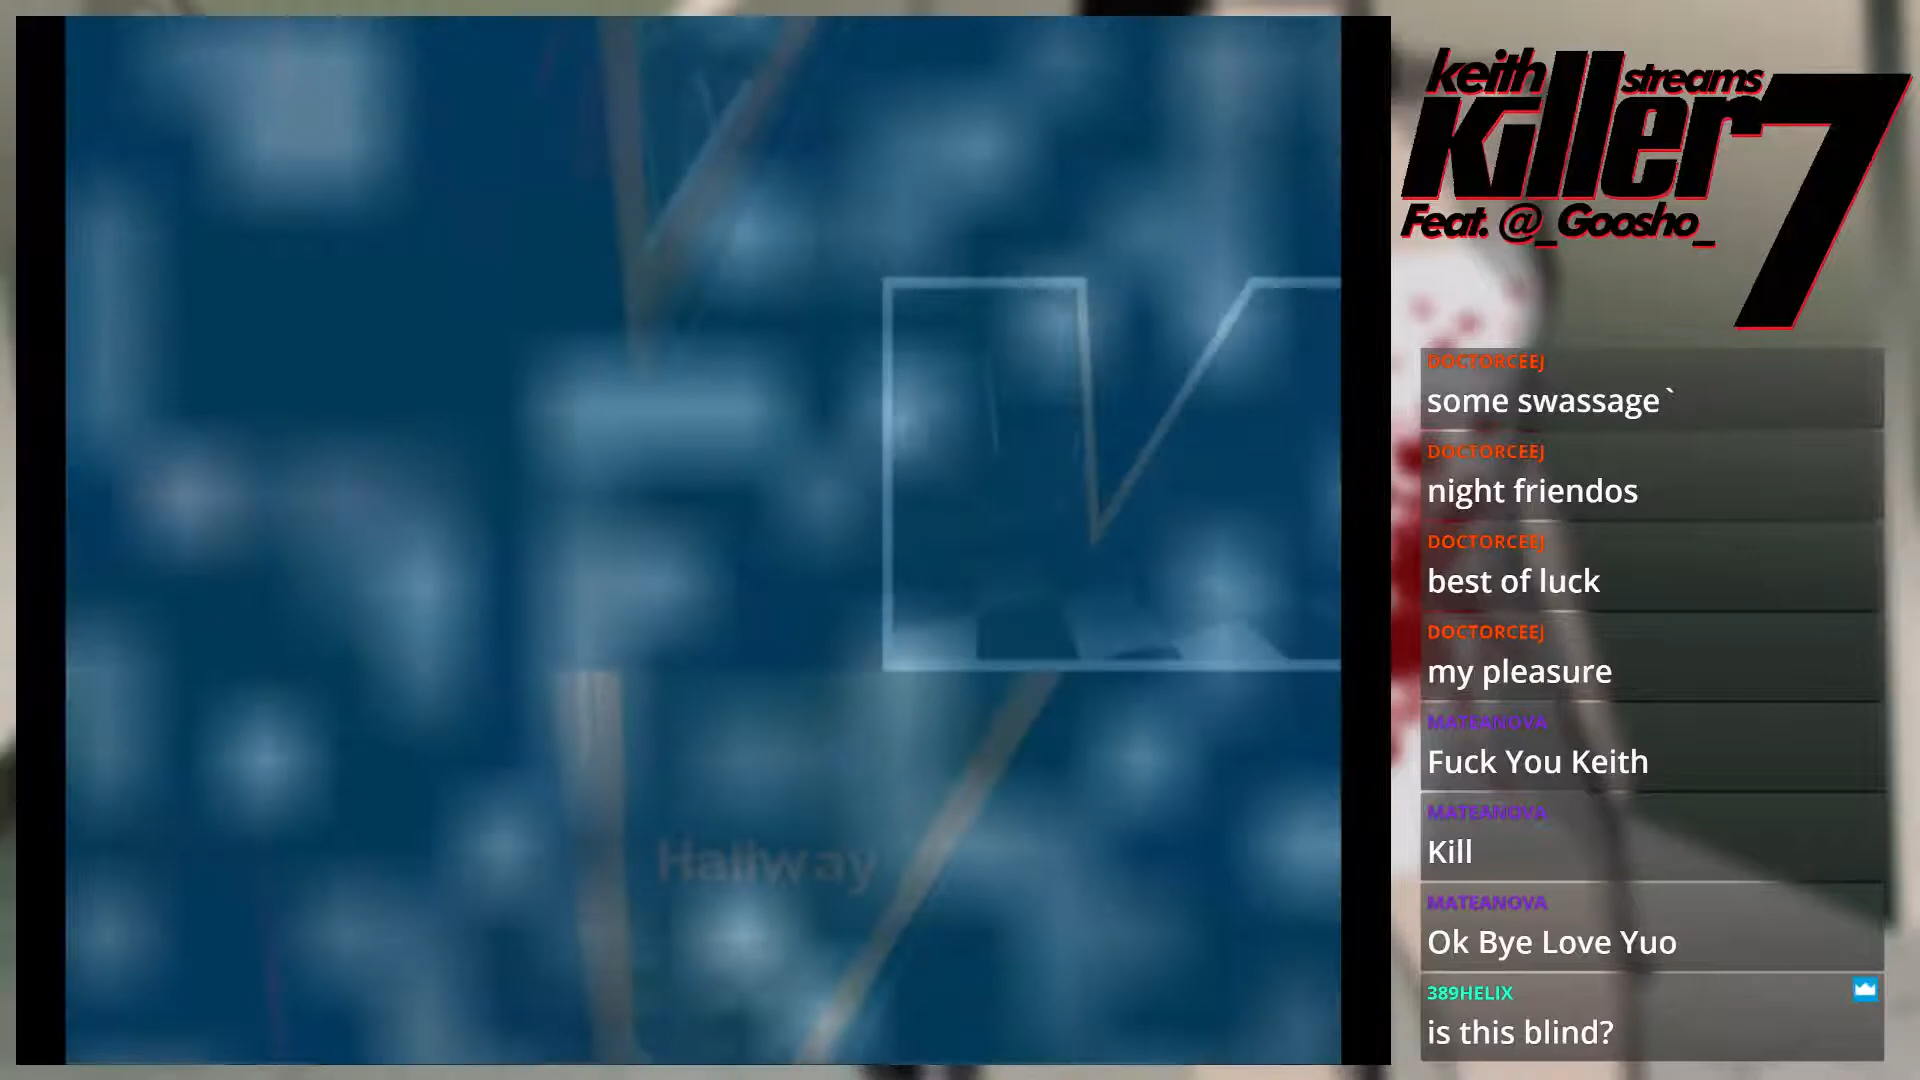 keith streams
Killer7
Feat. @_Goosho_
Hallway
DOCTORCEEJ
some swassage`
DOCTORCEEJ
night friendos
DOCTORCEEJ
best of luck
DOCTORCEEJ
my pleasure
MATEANOVA
Fuck You Keith
MATEANOVA
Kill
MATEANOVA
Ok Bye Love Yuo
389HELIX
is this blind?